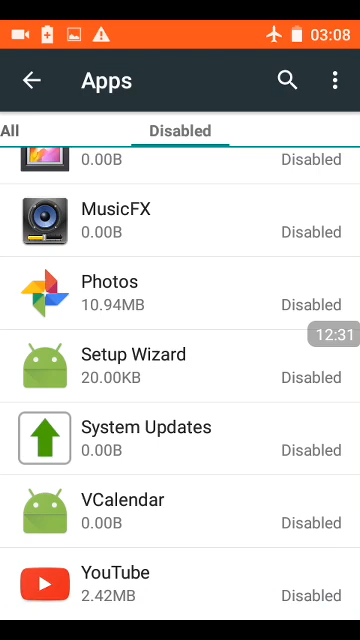 03:08
Apps
All
Disabled
0.00B
Disabled
MusicFX
0.00B
Disabled
Photos
10.94MB
Disabled
12:31
Setup Wizard
20.00KB
Disabled
System Updates
0.00B
Disabled
VCalendar
0.00B
Disabled
YouTube
2.42MB
Disabled